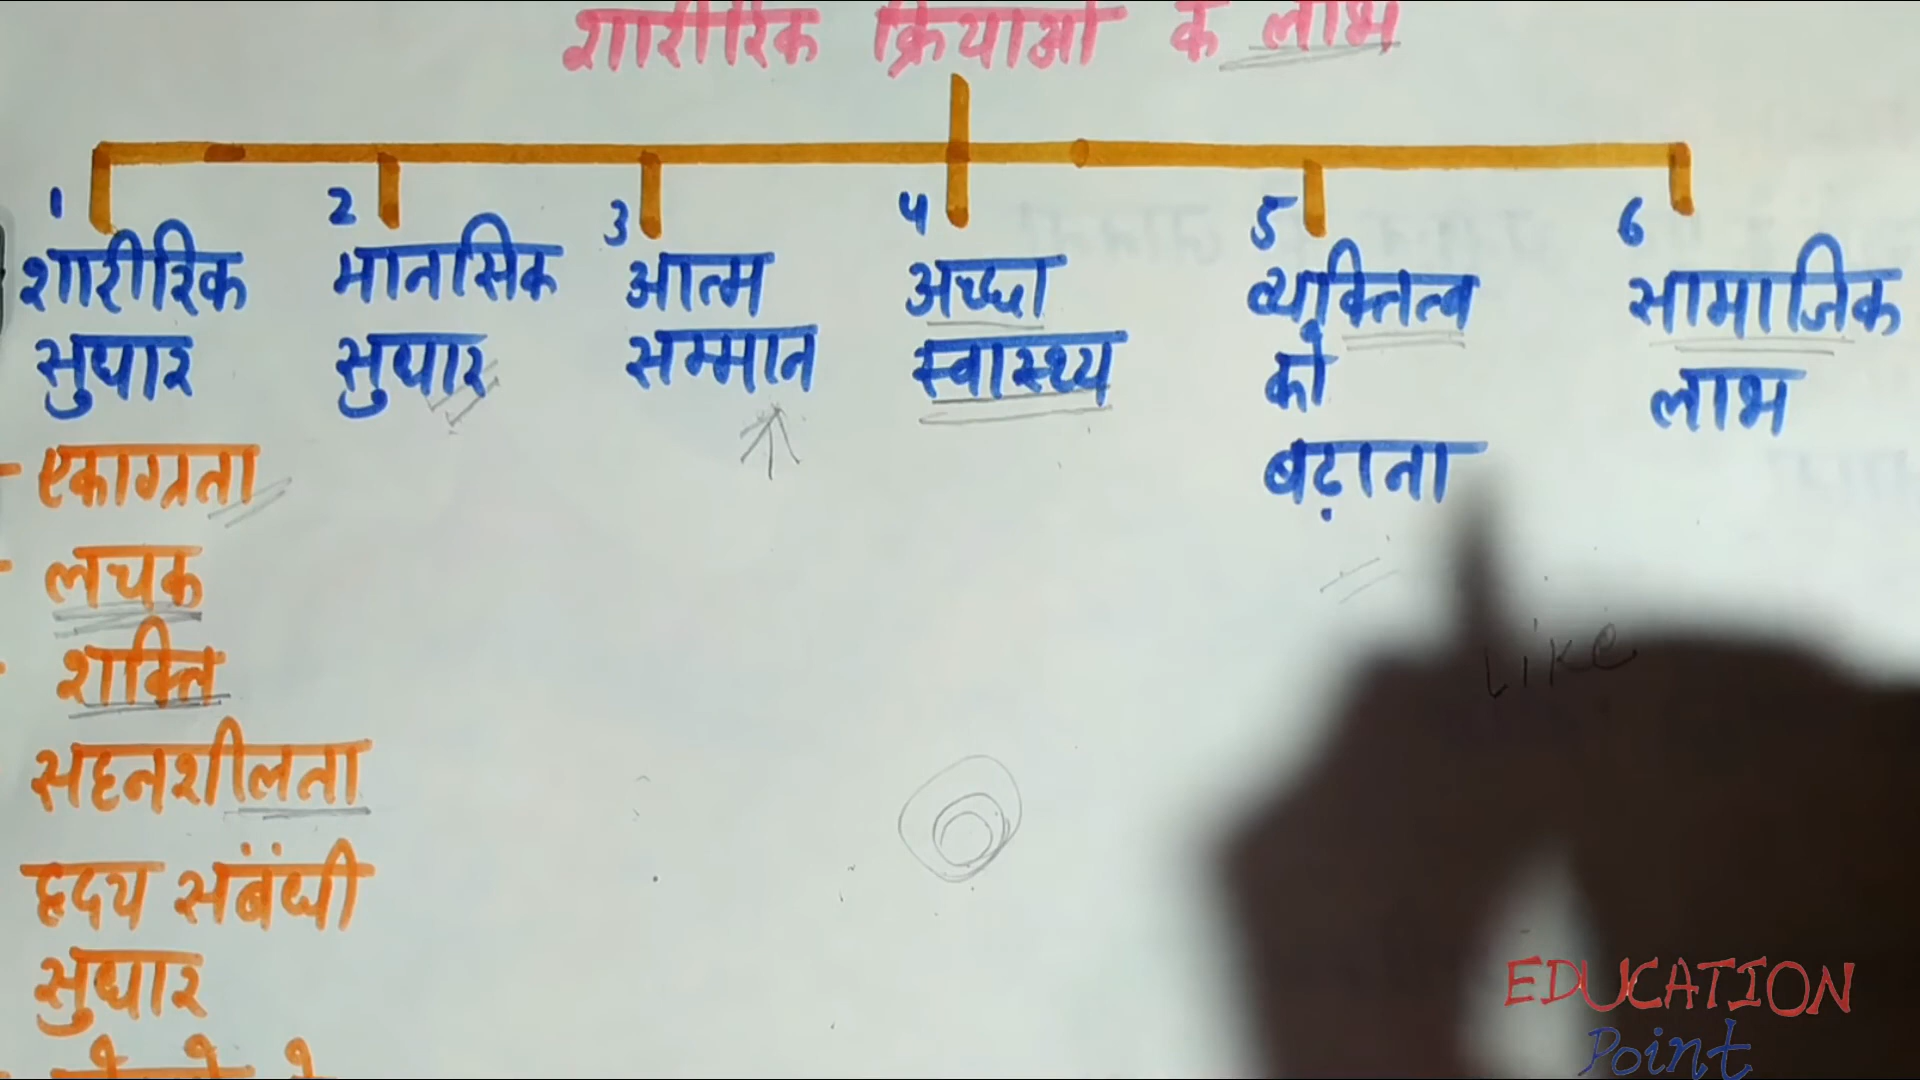 शारीरिक क्रियाओं के लाभ
1 2 3 4 5 6
शारीरिक
सुधार
मानसिक
सुधार
आत्म
सम्मान
अच्छा
स्वास्थ्य
व्यक्तित्व
को
बढ़ाना
सामाजिक
लाभ
एकाग्रता
लचक
शक्ति
सहनशीलता
हृदय संबंधी
सुधार
Like
EDUCATION
Point